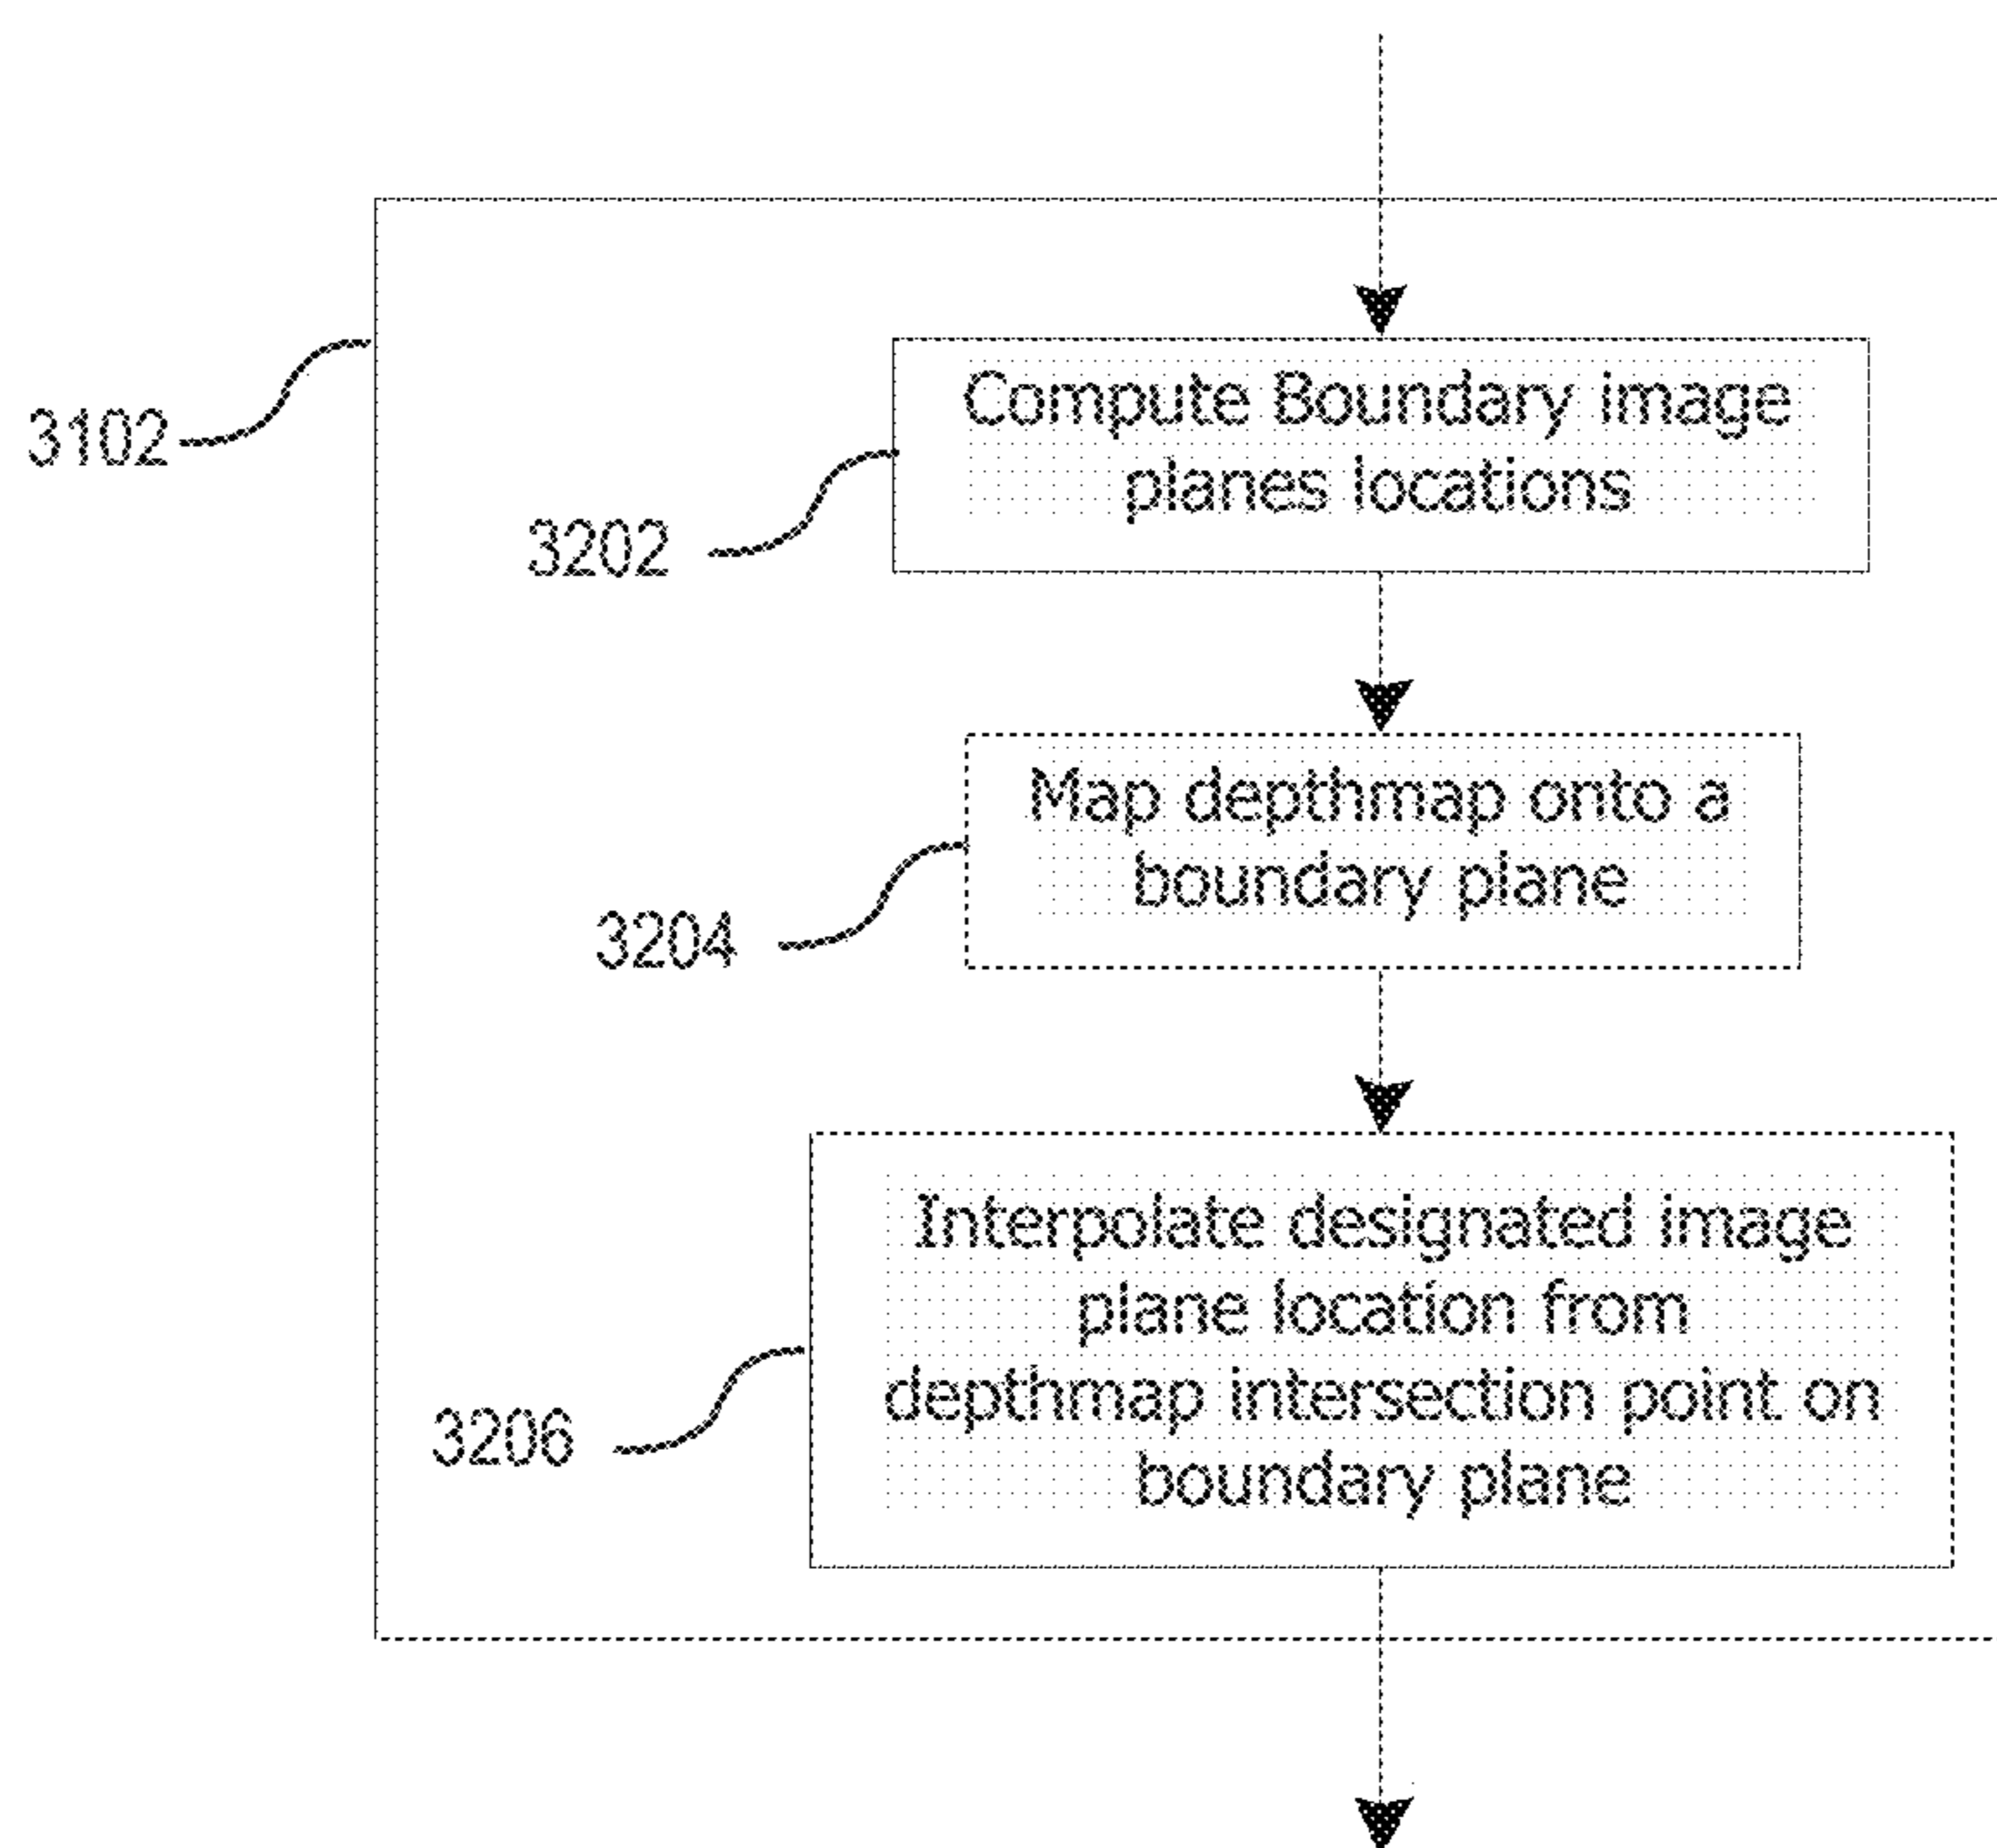 3102
Compute Boundary image
planes locations
3202
Map depthmap onto a
boundary plane
3204
Interpolate designated image
plane location from
depthmap intersection point on
boundary plane
3206